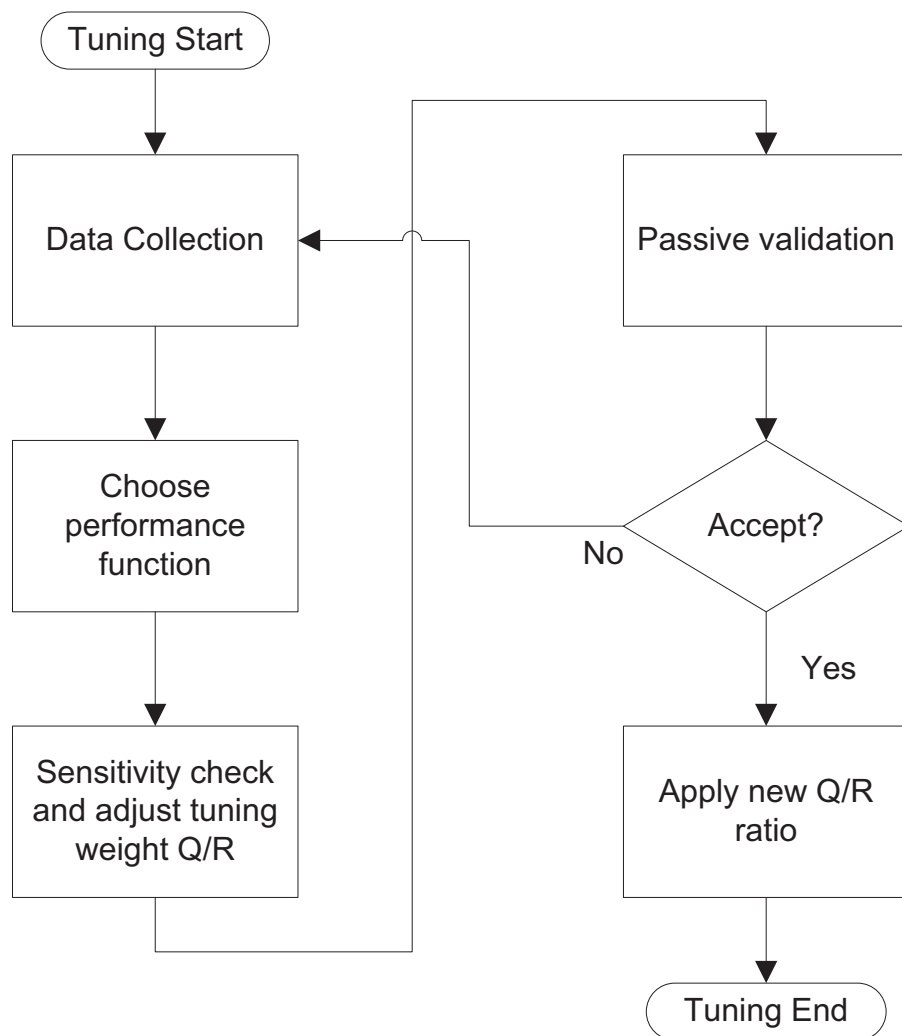 Tuning Start
Data Collection
Choose
performance
function
Sensitivity check
and adjust tuning
weight Q/R
Passive validation
Accept?
No
Yes
Apply new Q/R
ratio
Tuning End